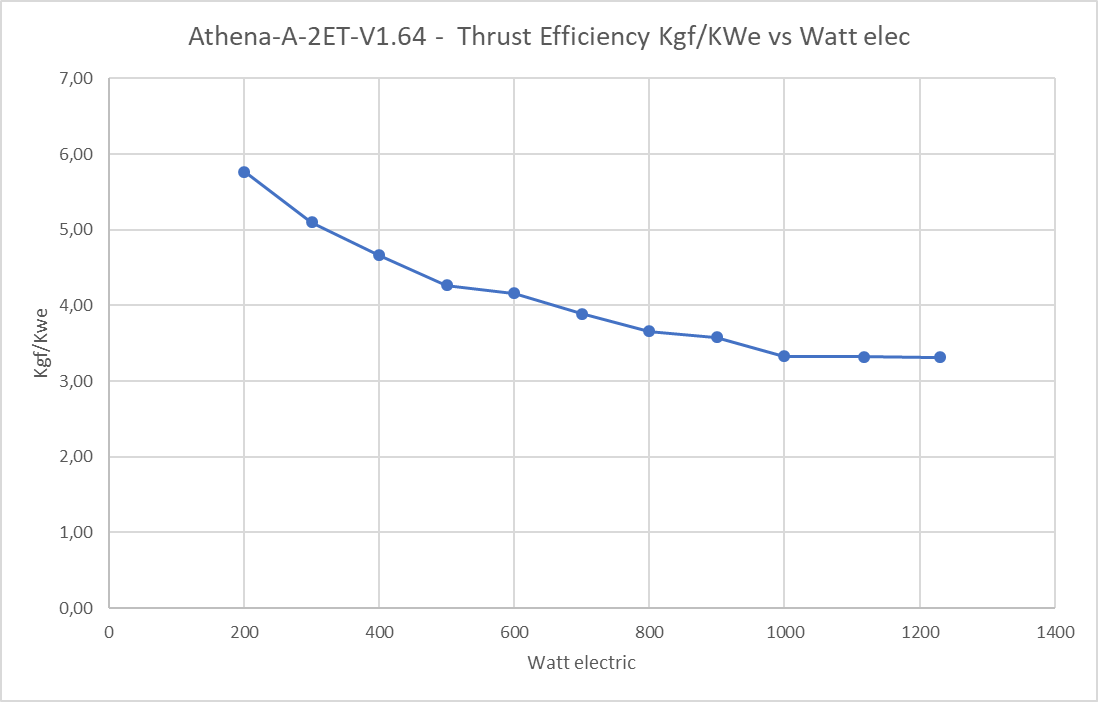 Athena-A-2ET-V1.64 -  Thrust Efficiency Kgf/KWe vs Watt elec
7,00
6,00
5,00
4,00
3,00
2,00
1,00
0,00
Kgf/Kwe
0 200 400 600 800 1000 1200 1400
Watt electric